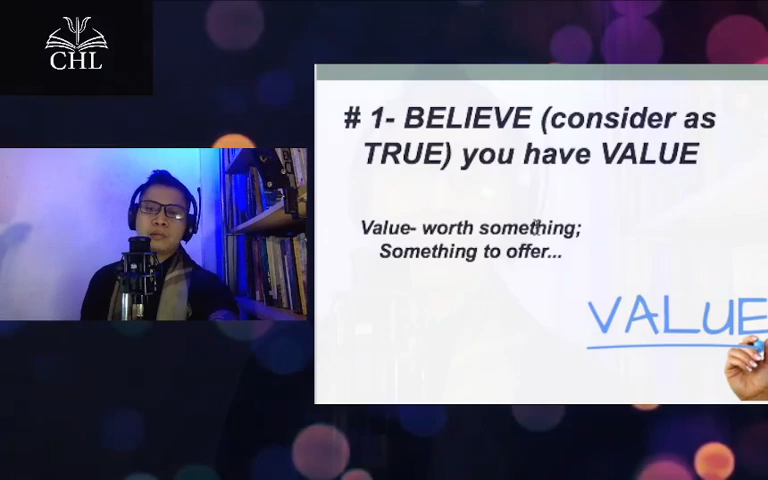 CHL
# 1- BELIEVE (consider as
TRUE) you have VALUE
Value- worth something;
Something to offer...
VALUE